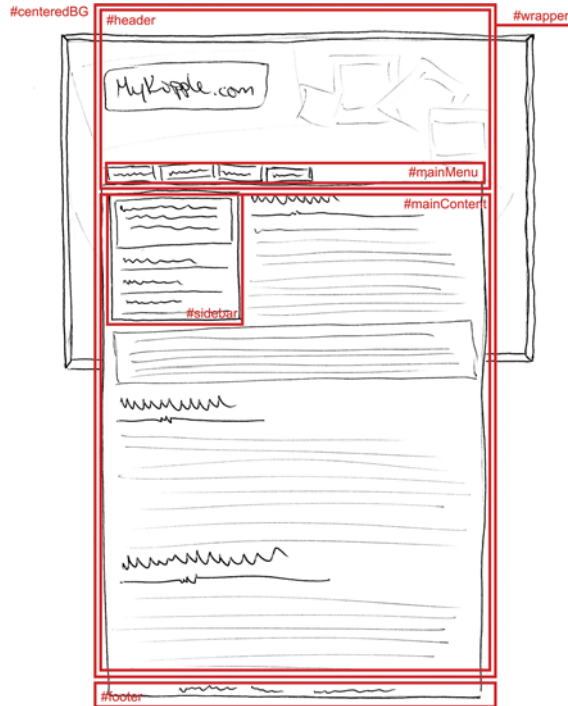 #centeredBG
#header
#wrapper
MyKopple.com
#mainMenu
#mainContent
#sidebar
#footer